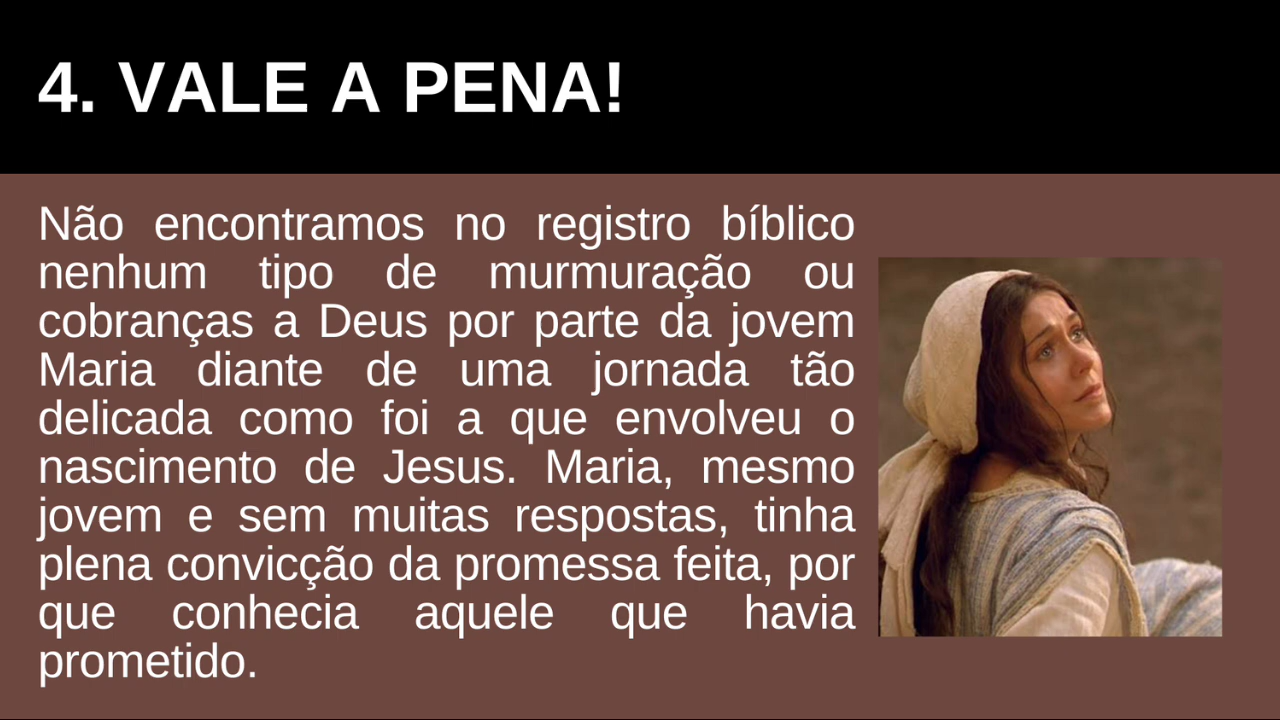 4. VALE A PENA!
Não encontramos no registro bíblico
nenhum tipo de murmuração ou
cobranças a Deus por parte da jovem
Maria diante de uma jornada tão
delicada como foi a que envolveu o
nascimento de Jesus. Maria, mesmo
jovem e sem muitas respostas, tinha
plena convicção da promessa feita, por
que conhecia aquele que havia
prometido.